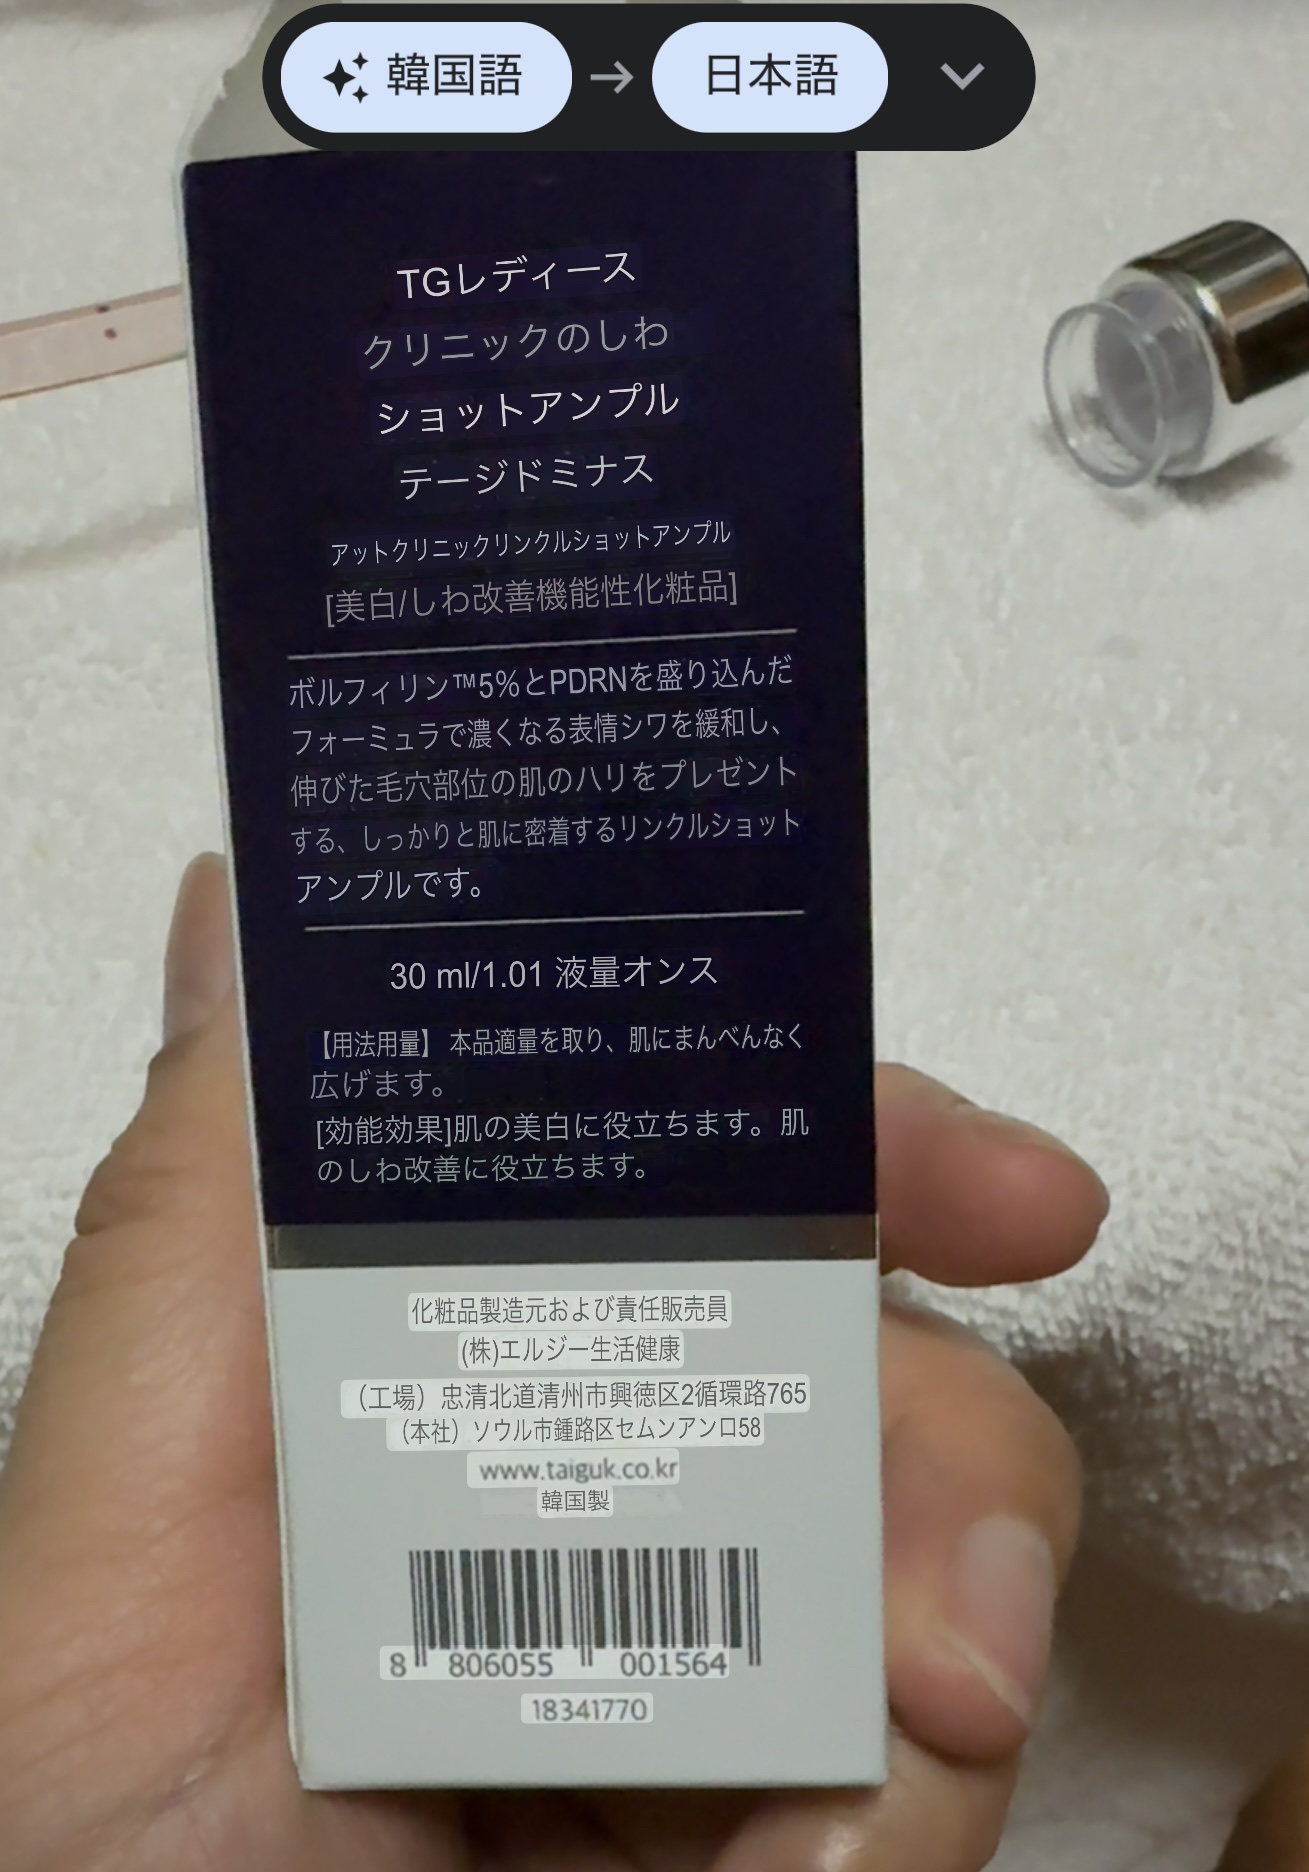 韓国語 → 日本語
TGレディース
クリニックのしわ
ショットアンプル
テージドミナス
アットクリニックリンクルショットアンプル
[美白/しわ改善機能性化粧品]
ボルフィリン™5%とPDRNを盛り込んだ
フォーミュラで濃くなる表情シワを緩和し、
伸びた毛穴部位の肌のハリをプレゼント
する、しっかりと肌に密着するリンクルショット
アンプルです。
30 ml/1.01 液量オンス
【用法用量】 本品適量を取り、肌にまんべんなく
広げます。
[効能効果]肌の美白に役立ちます。肌
のしわ改善に役立ちます。
化粧品製造元および責任販売員
(株)エルジー生活健康
（工場）忠清北道清州市興徳区2循環路765
（本社）ソウル市鍾路区セムンアンロ58
www.taiguk.co.kr
韓国製
8 806055 001564
18341770